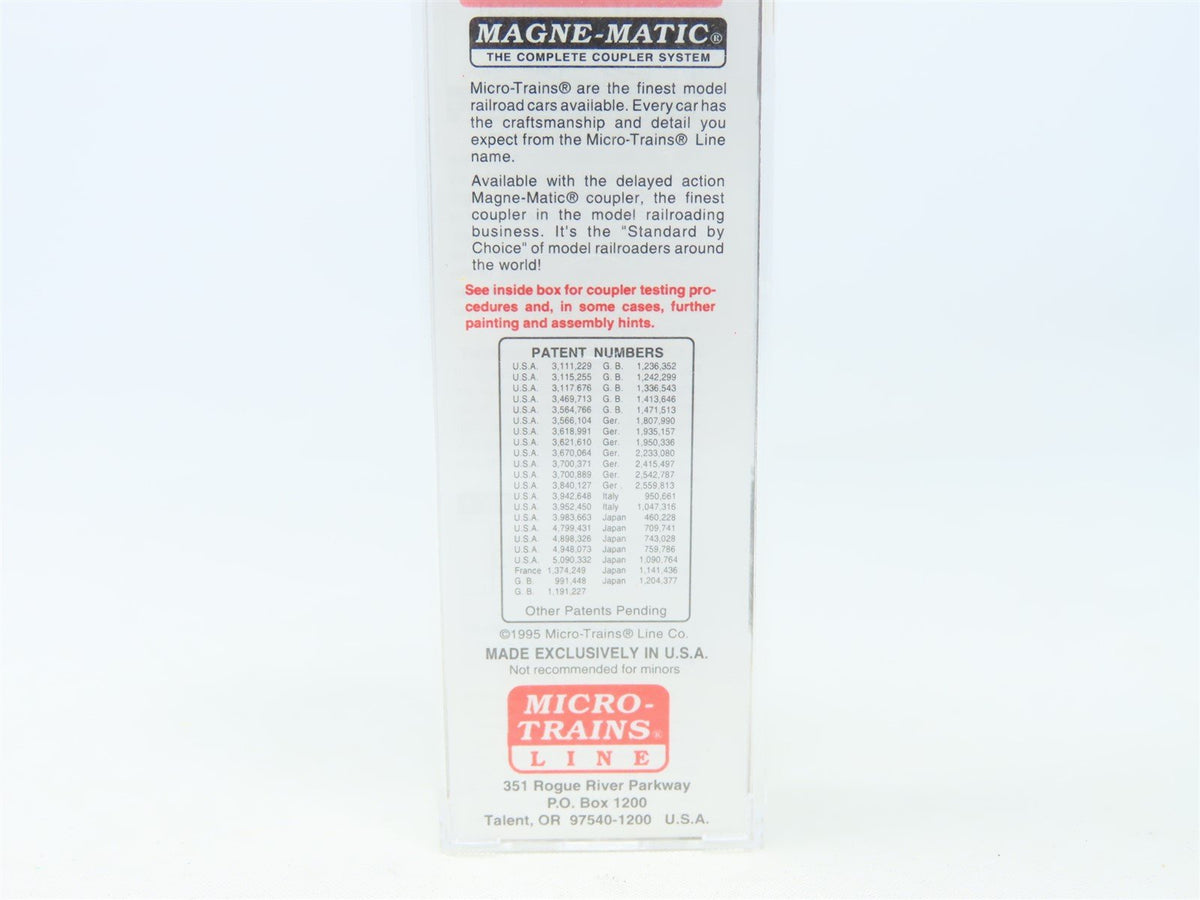 MAGNE-MATIC®
THE COMPLETE COUPLER SYSTEM
Micro-Trains® are the finest model
railroad cars available. Every car has
the craftsmanship and detail you
expect from the Micro-Trains® Line
name.
Available with the delayed action
Magne-Matic® coupler, the finest
coupler in the model railroading
business. It's the "Standard by
Choice" of model railroaders around
the world!
See inside box for coupler testing pro-
cedures and, in some cases, further
painting and assembly hints.
PATENT NUMBERS
U.S.A. 3,111,229 G. B. 1,236,352
U.S.A. 3,115,255 G. B. 1,242,299
U.S.A. 3,117,676 G. B. 1,336,543
U.S.A. 3,469,713 G. B. 1,413,646
U.S.A. 3,564,766 G. B. 1,471,513
U.S.A. 3,566,104 Ger. 1,807,990
U.S.A. 3,618,991 Ger. 1,935,157
U.S.A. 3,621,610 Ger. 1,950,336
U.S.A. 3,670,064 Ger. 2,233,080
U.S.A. 3,700,371 Ger. 2,415,497
U.S.A. 3,700,889 Ger. 2,542,787
U.S.A. 3,840,127 Ger. 2,559,813
U.S.A. 3,942,648 Italy 950,661
U.S.A. 3,952,450 Italy 1,047,316
U.S.A. 3,983,663 Japan 460,228
U.S.A. 4,799,431 Japan 709,741
U.S.A. 4,898,326 Japan 743,028
U.S.A. 4,948,073 Japan 759,786
U.S.A. 5,090,332 Japan 1,090,764
France 1,374,249 Japan 1,141,436
G. B. 991,448 Japan 1,204,377
G. B. 1,191,227
Other Patents Pending
©1995 Micro-Trains® Line Co.
MADE EXCLUSIVELY IN U.S.A.
Not recommended for minors
MICRO-
TRAINS®
LINE
351 Rogue River Parkway
P.O. Box 1200
Talent, OR 97540-1200 U.S.A.